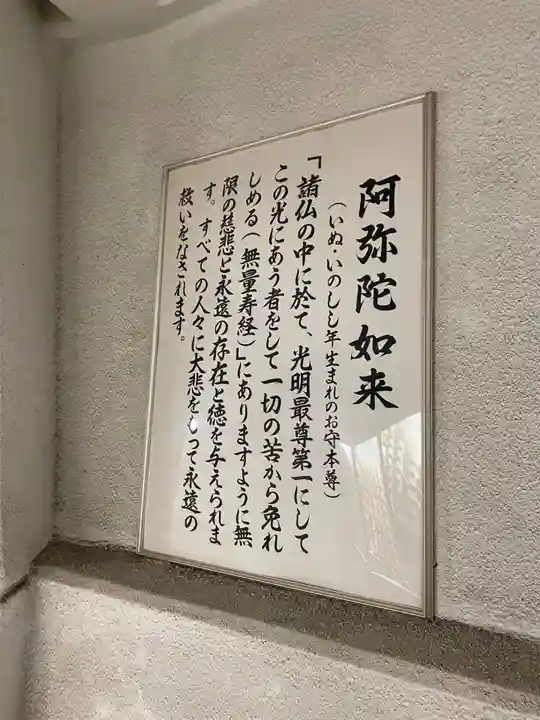 阿弥陀如来
(いぬ・いのしし年生まれのお守本尊)
「諸仏の中に於て、光明最尊第一にして
この光にあう者をして一切の苦から免れ
しめる(無量寿経)」にありますように無
限の慈悲と永遠の存在と徳を与えられま
す。すべての人々に大悲をもって永遠の
救いをなされます。